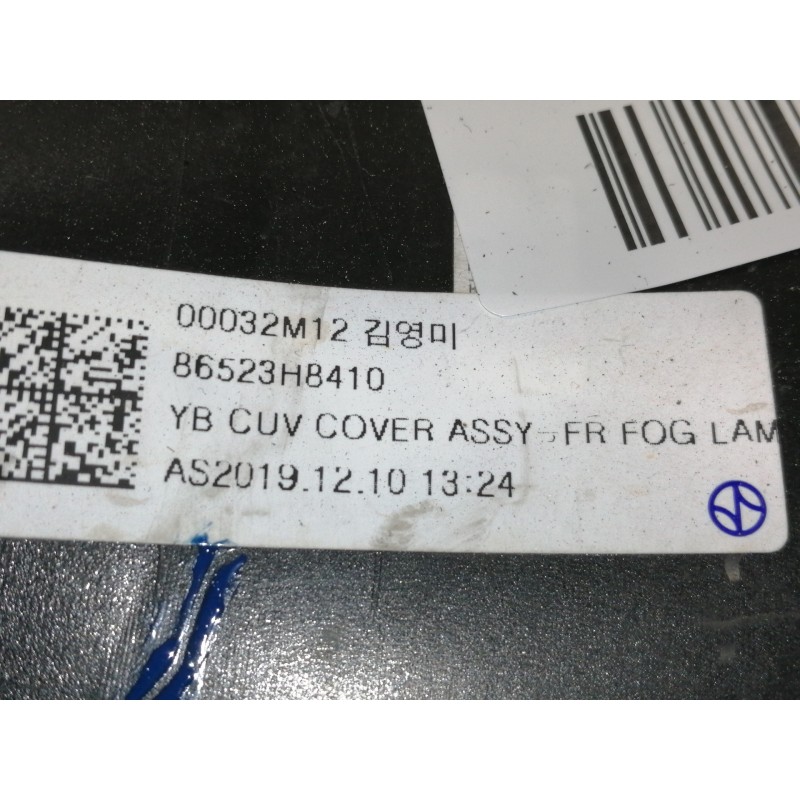 00032M12 김영미
86523H8410
YB CUV COVER ASSY-FR FOG LAM
AS2019.12.10 13:24